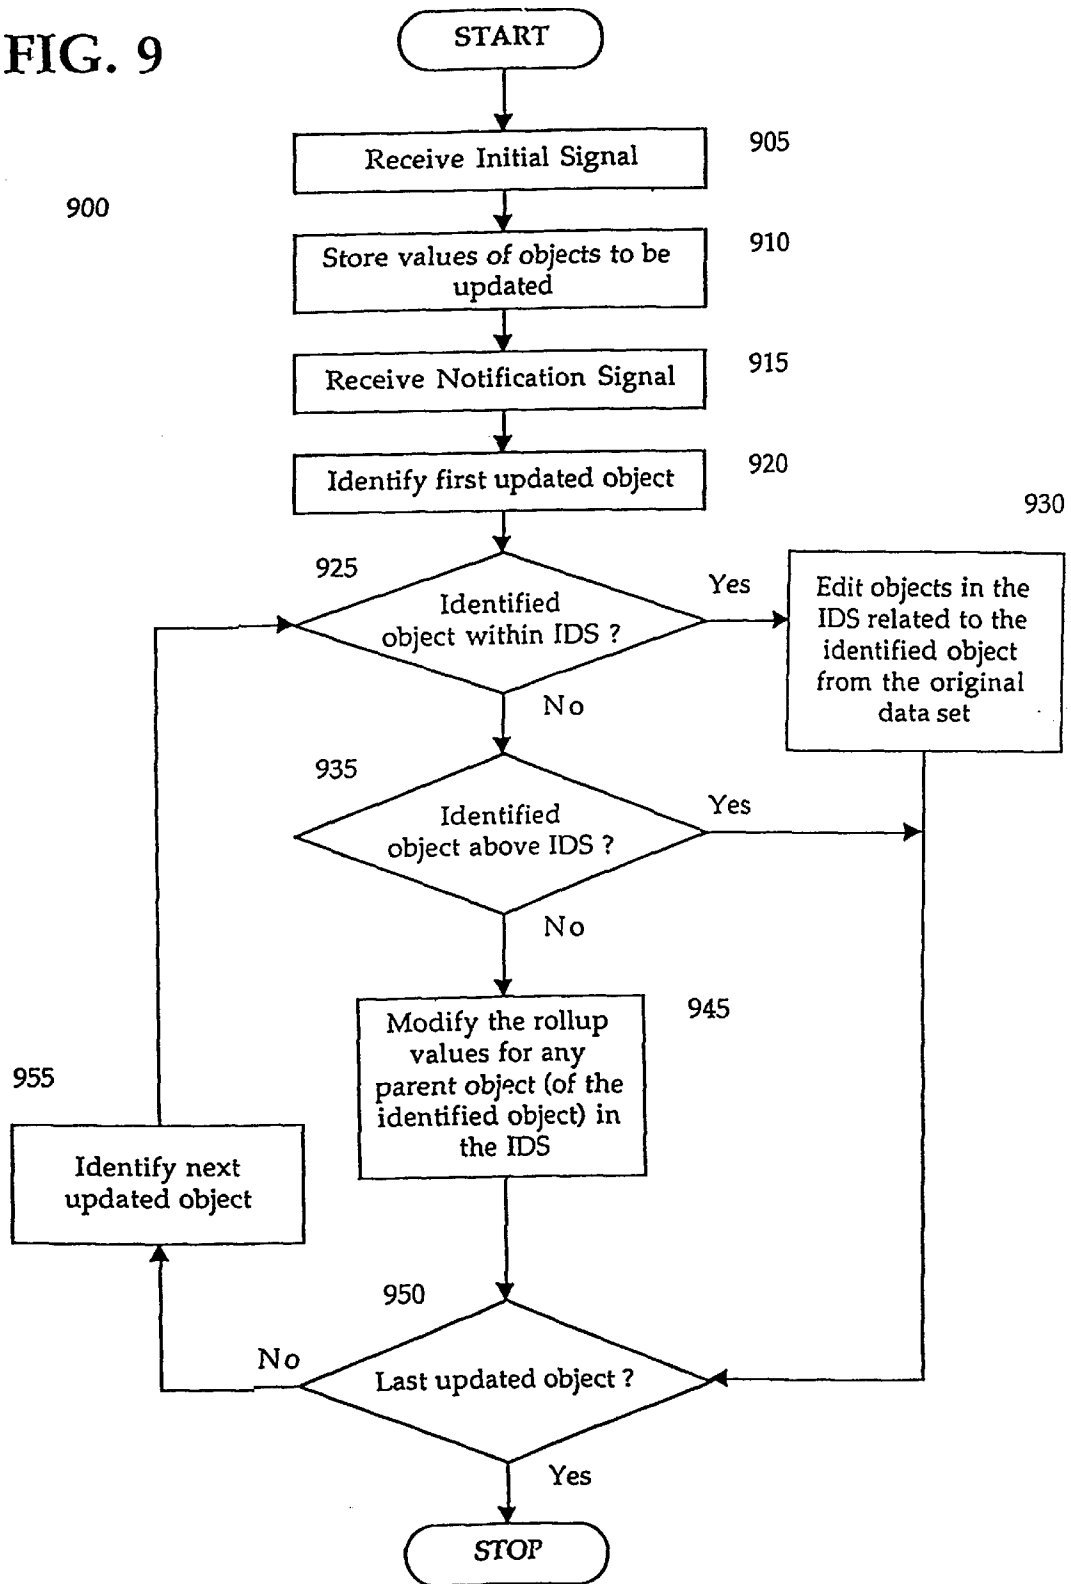 FIG. 9
START
Receive Initial Signal
905
900
Store values of objects to be
updated
910
Receive Notification Signal
915
Identify first updated object
920
930
925
Identified
object within IDS ?
Yes
Edit objects in the
IDS related to the
identified object
from the original
data set
No
935
Identified
object above IDS ?
Yes
No
945
Modify the rollup
values for any
parent object (of the
identified object) in
the IDS
955
Identify next
updated object
950
No
Last updated object ?
Yes
STOP